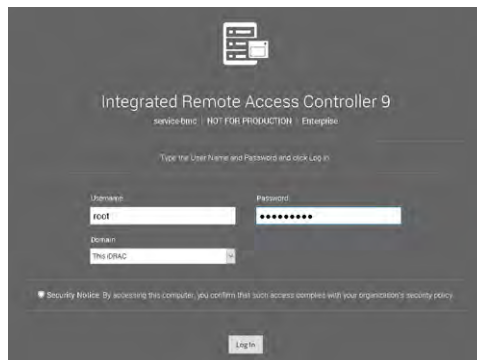 Integrated Remote Access Controller 9
service-bmc | NOT FOR PRODUCTION | Enterprise
Type the User Name and Password and click Log in
Username
Password
root
Domain
This iDRAC
Security Notice: By accessing this computer, you confirm that such access complies with your organization's security policy.
Log In